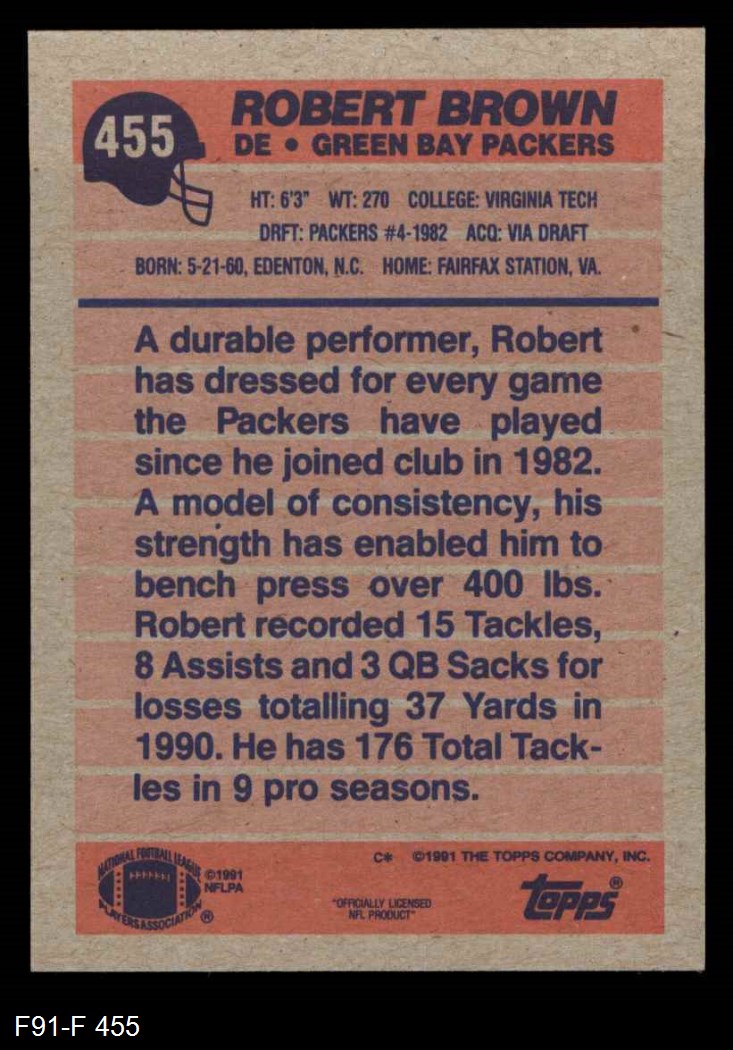 455
ROBERT BROWN
DE • GREEN BAY PACKERS
HT: 6'3" WT: 270 COLLEGE: VIRGINIA TECH
DRFT: PACKERS #4-1982 ACQ: VIA DRAFT
BORN: 5-21-60, EDENTON, N.C. HOME: FAIRFAX STATION, VA.
A durable performer, Robert
has dressed for every game
the Packers have played
since he joined club in 1982.
A model of consistency, his
strength has enabled him to
bench press over 400 lbs.
Robert recorded 15 Tackles,
8 Assists and 3 QB Sacks for
losses totalling 37 Yards in
1990. He has 176 Total Tack-
les in 9 pro seasons.
NATIONAL FOOTBALL LEAGUE
PLAYERS ASSOCIATION ®
©1991
NFLPA
C* ©1991 THE TOPPS COMPANY, INC.
"OFFICIALLY LICENSED
NFL PRODUCT"
topps®
F91-F 455